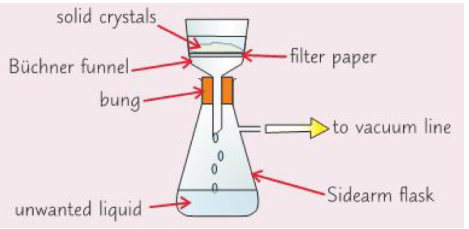 solid crystals
filter paper
Büchner funnel
bung
to vacuum line
Sidearm flask
unwanted liquid